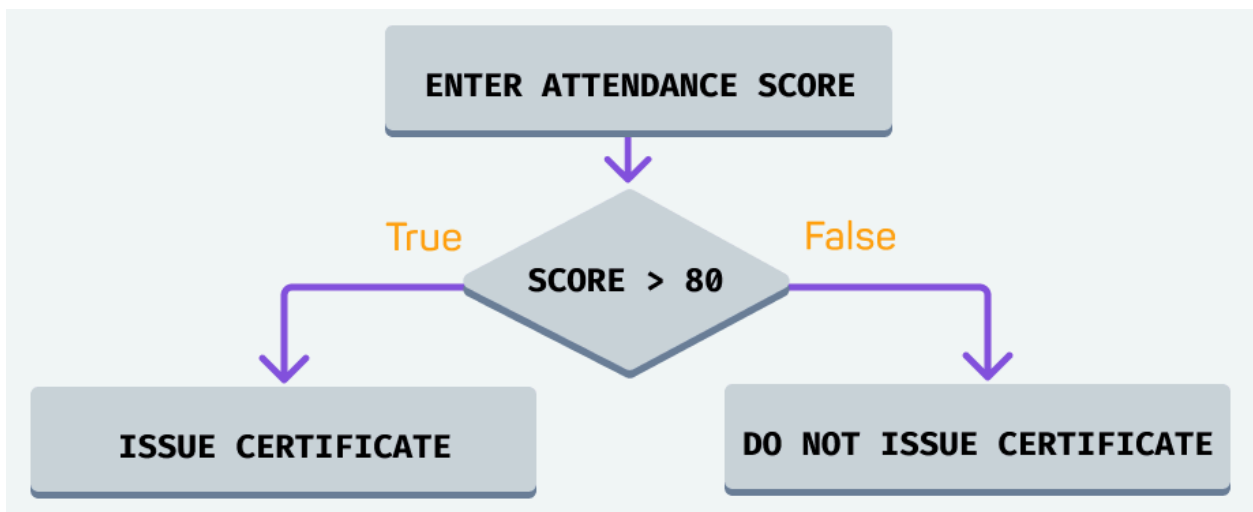 ENTER ATTENDANCE SCORE
True
False
SCORE > 80
ISSUE CERTIFICATE
DO NOT ISSUE CERTIFICATE